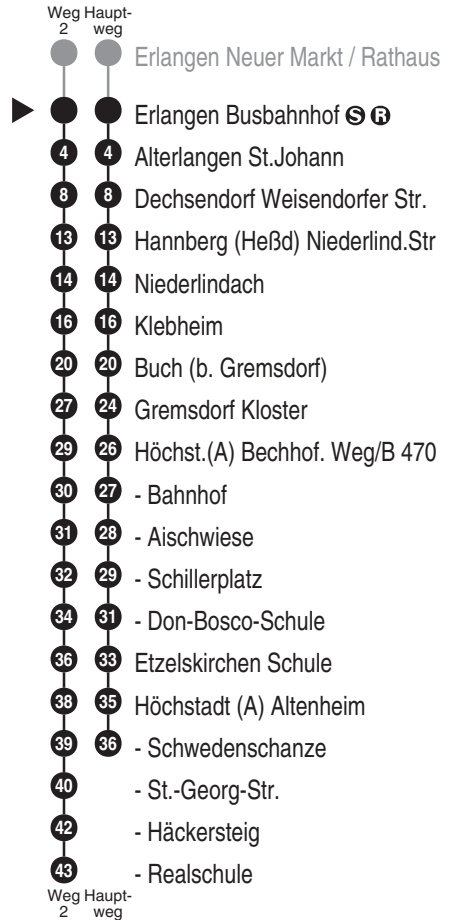 Weg Haupt-
2 weg
Erlangen Neuer Markt / Rathaus
Erlangen Busbahnhof S R
4 4 Alterlangen St.Johann
8 8 Dechsendorf Weisendorfer Str.
13 13 Hannberg (Heßd) Niederlind.Str
14 14 Niederlindach
16 16 Klebheim
20 20 Buch (b. Gremsdorf)
27 24 Gremsdorf Kloster
29 26 Höchst.(A) Bechhof. Weg/B 470
30 27 - Bahnhof
31 28 - Aischwiese
32 29 - Schillerplatz
34 31 - Don-Bosco-Schule
36 33 Etzelskirchen Schule
38 35 Höchstadt (A) Altenheim
39 36 - Schwedenschanze
40 - St.-Georg-Str.
42 - Häckersteig
43 - Realschule
Weg Haupt-
2 weg